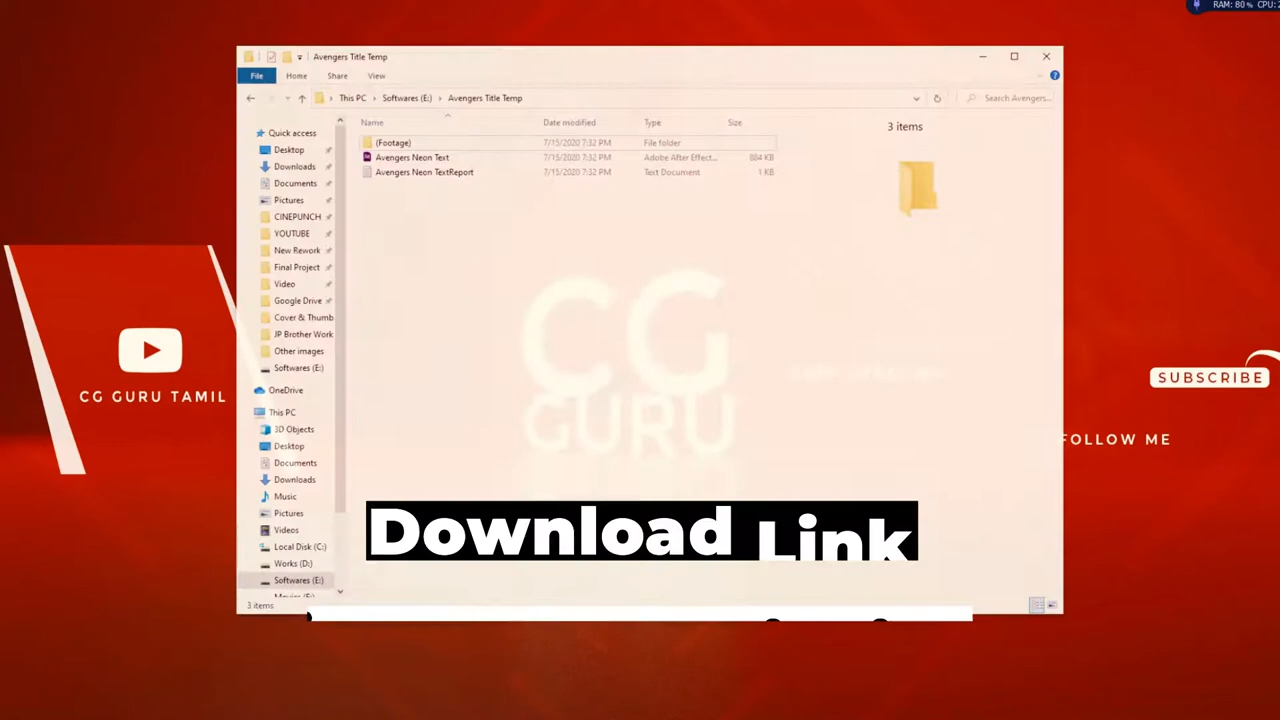 RAM: 80% CPU: 2
Avengers Title Temp
File Home Share View
This PC Softwares (E:) Avengers Title Temp
Search Avengers...
Name Date modified Type Size
(Footage) 7/15/2020 7:32 PM File folder
Avengers Neon Text 7/15/2020 7:32 PM Adobe After Effect... 884 KB
Avengers Neon TextReport 7/15/2020 7:32 PM Text Document 1 KB
3 items
Quick access
Desktop
Downloads
Documents
Pictures
CINEPUNCH
YOUTUBE
New Rework
Final Project
Video
Google Drive
Cover & Thumb
JP Brother Work
Other images
Softwares (E:)
OneDrive
This PC
3D Objects
Desktop
Documents
Downloads
Music
Pictures
Videos
Local Disk (C:)
Works (D:)
Softwares (E:)
3 items
CG
GURU
CG GURU TAMIL
SUBSCRIBE
FOLLOW ME
Download Link